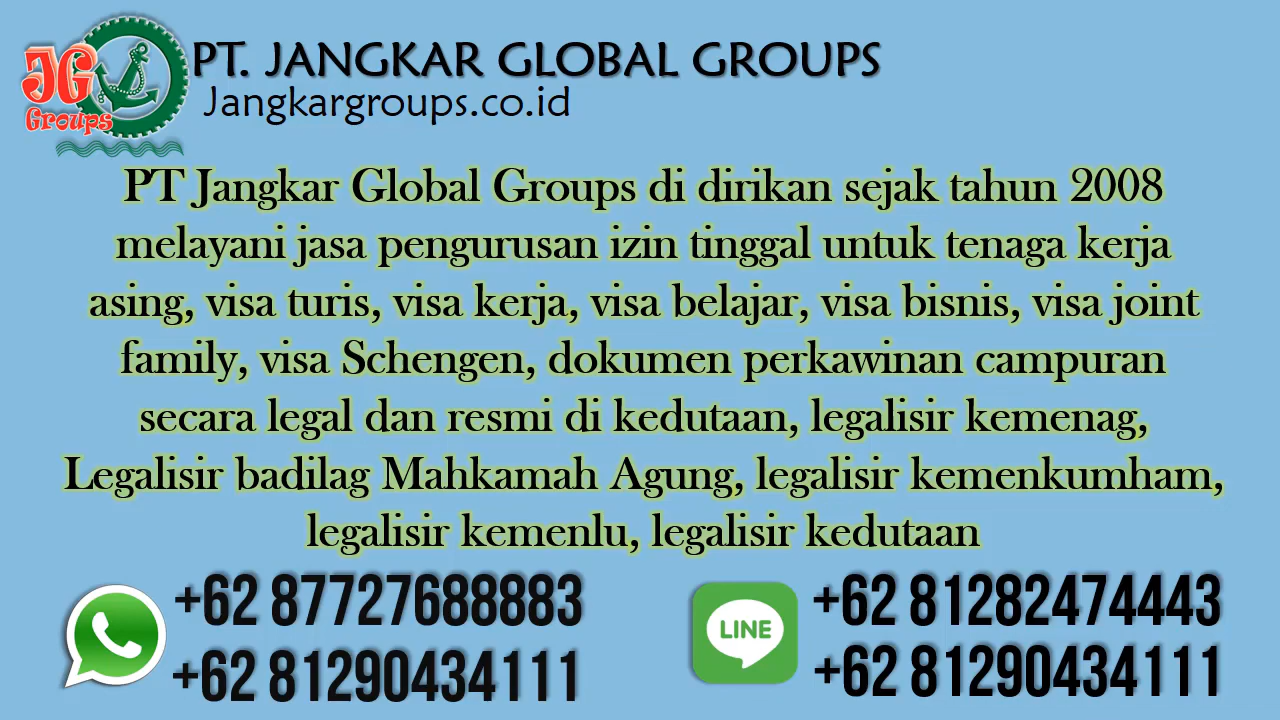 JG
Groups
PT. JANGKAR GLOBAL GROUPS
Jangkargroups.co.id
PT Jangkar Global Groups di dirikan sejak tahun 2008
melayani jasa pengurusan izin tinggal untuk tenaga kerja
asing, visa turis, visa kerja, visa belajar, visa bisnis, visa joint
family, visa Schengen, dokumen perkawinan campuran
secara legal dan resmi di kedutaan, legalisir kemenag,
Legalisir badilag Mahkamah Agung, legalisir kemenkumham,
legalisir kemenlu, legalisir kedutaan
+62 87727688883
+62 81290434111
LINE
+62 81282474443
+62 81290434111